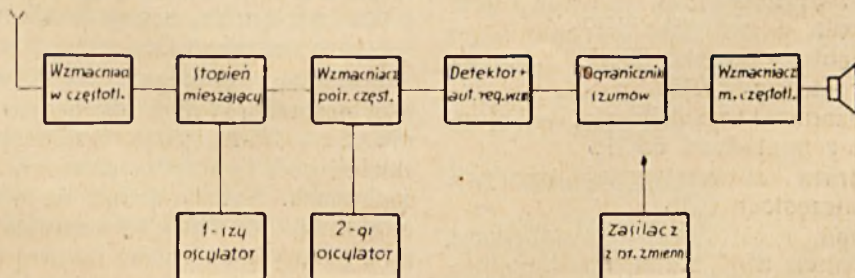 Wzmacniacz
w częstotl.
Stopień
mieszający
Wzmacniacz
pośr. częst.
Detektor +
aut. reg. wzm
Ogranicznik
szumów
Wzmacniacz
m. częstotl.
1-szy
oscylator
2-gi
oscylator
Zasilacz
z pr. zmienn